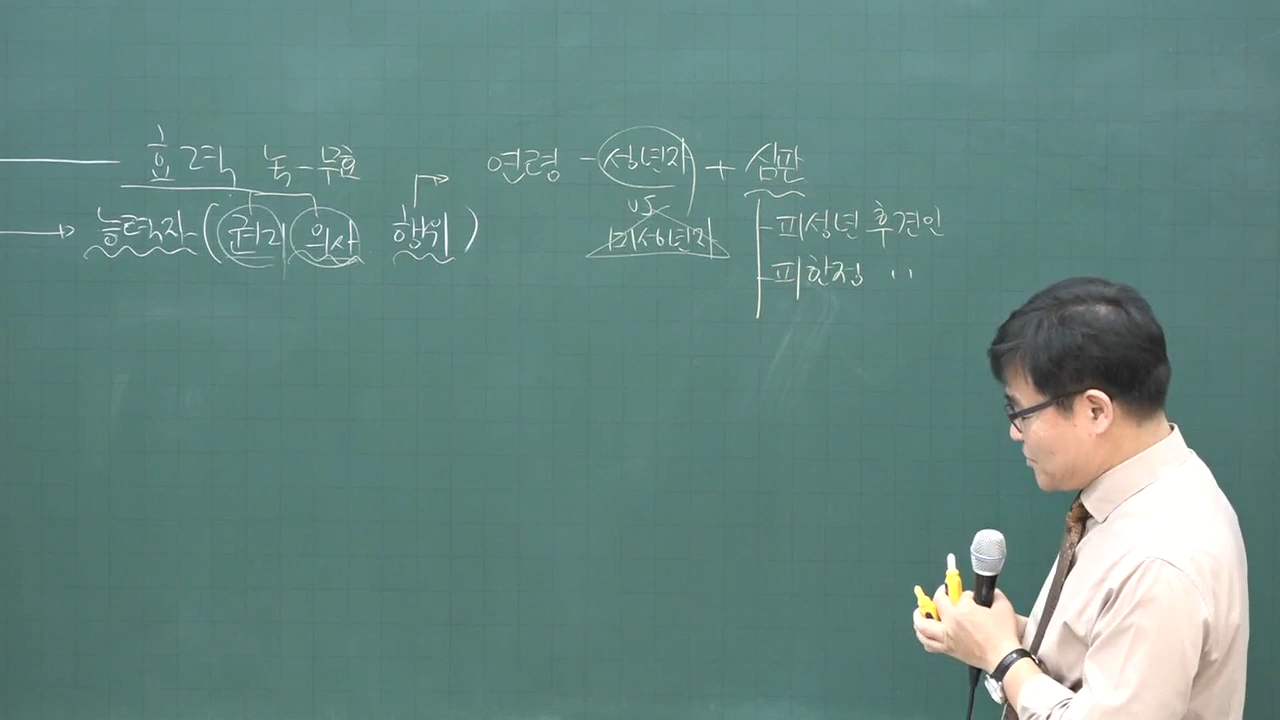 효력 녹-무효
연령 - 성년자 + 심판
vs
미성년자
능력자-(권리 의사 행위)
피성년후견인
피한정 〃